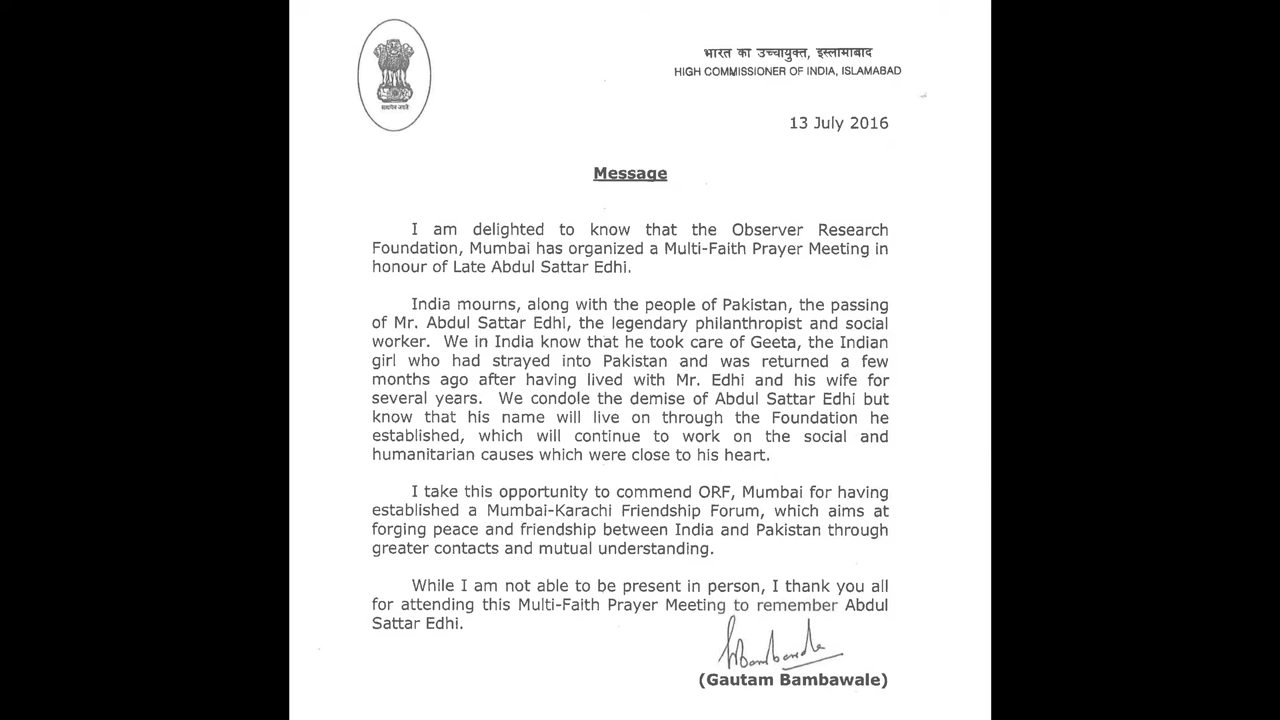 भारत का उच्चायुक्त, इस्लामाबाद
HIGH COMMISSIONER OF INDIA, ISLAMABAD
सत्यमेव जयते
13 July 2016
Message
I am delighted to know that the Observer Research
Foundation, Mumbai has organized a Multi-Faith Prayer Meeting in
honour of Late Abdul Sattar Edhi.
India mourns, along with the people of Pakistan, the passing
of Mr. Abdul Sattar Edhi, the legendary philanthropist and social
worker. We in India know that he took care of Geeta, the Indian
girl who had strayed into Pakistan and was returned a few
months ago after having lived with Mr. Edhi and his wife for
several years. We condole the demise of Abdul Sattar Edhi but
know that his name will live on through the Foundation he
established, which will continue to work on the social and
humanitarian causes which were close to his heart.
I take this opportunity to commend ORF, Mumbai for having
established a Mumbai-Karachi Friendship Forum, which aims at
forging peace and friendship between India and Pakistan through
greater contacts and mutual understanding.
While I am not able to be present in person, I thank you all
for attending this Multi-Faith Prayer Meeting to remember Abdul
Sattar Edhi.
(Gautam Bambawale)